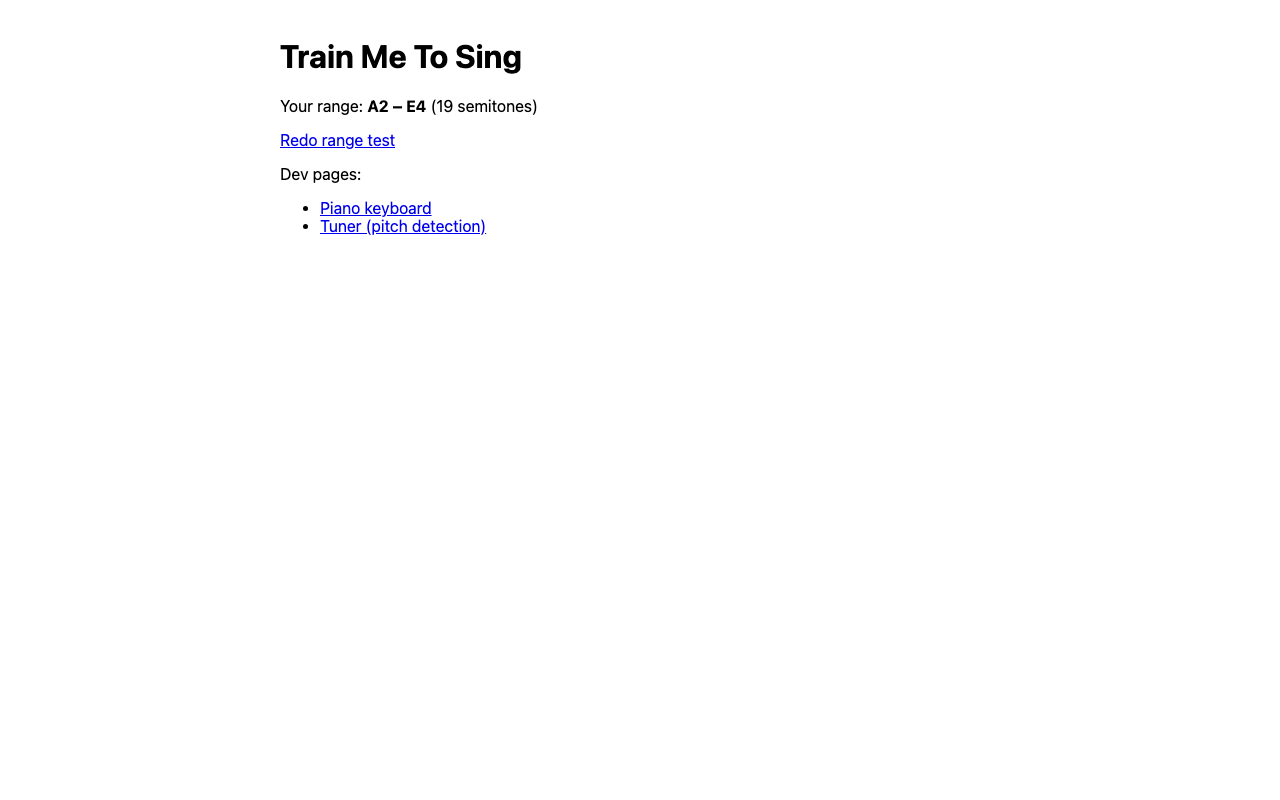 Train Me To Sing
Your range: A2 – E4 (19 semitones)
Redo range test
Dev pages:
• Piano keyboard
• Tuner (pitch detection)